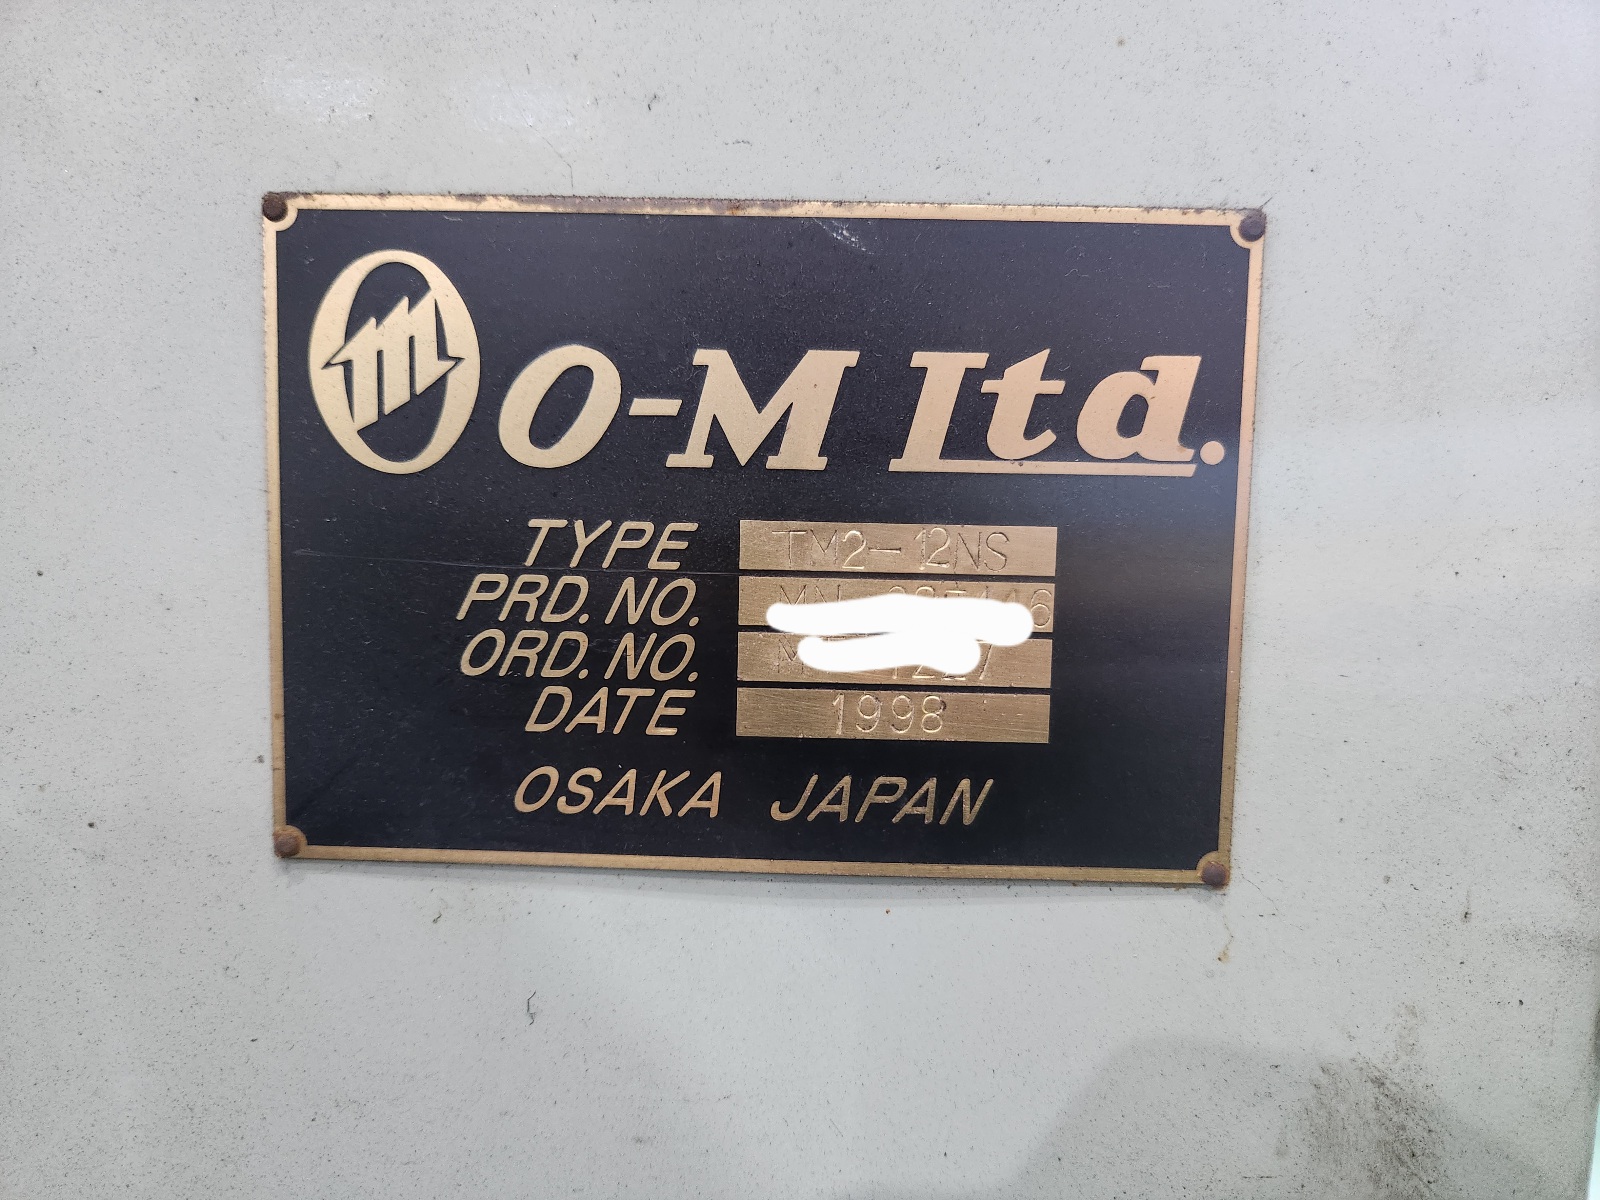 O-M Ltd.
TYPE TM2-12NS
PRD. NO.
ORD. NO.
DATE 1998
OSAKA JAPAN